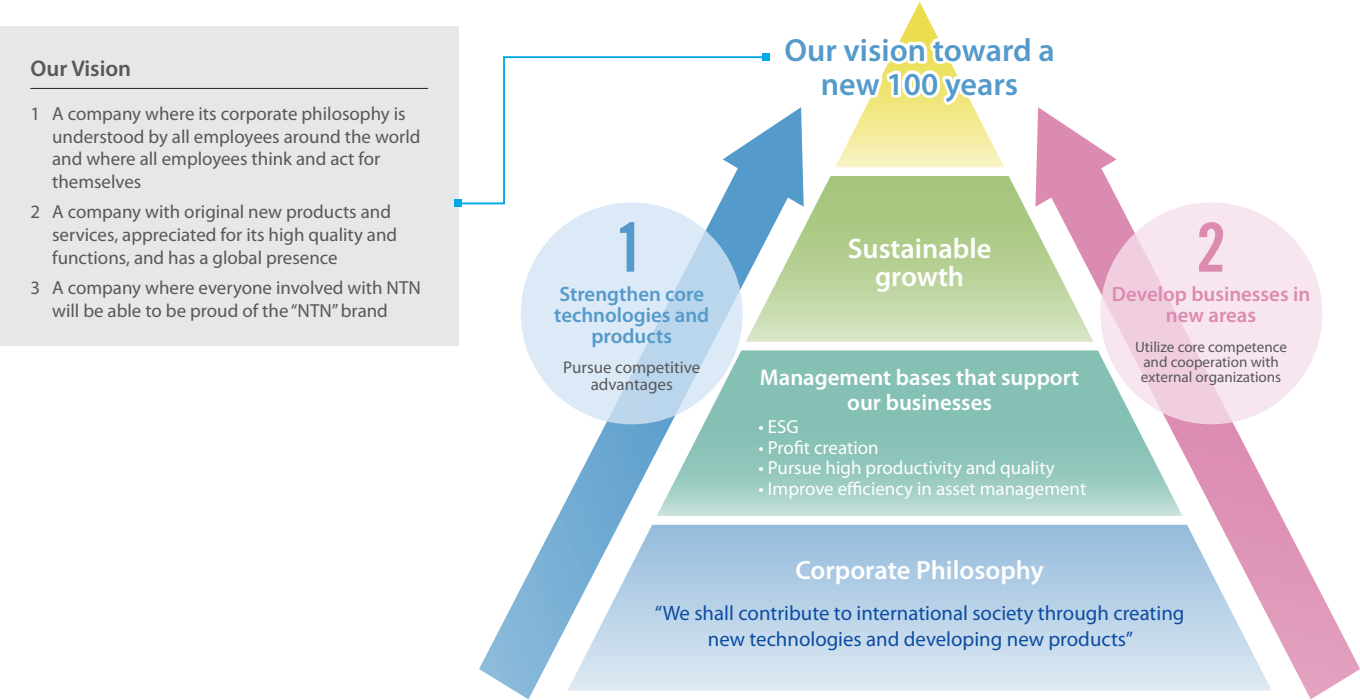 Our Vision
1 A company where its corporate philosophy is
understood by all employees around the world
and where all employees think and act for
themselves
2 A company with original new products and
services, appreciated for its high quality and
functions, and has a global presence
3 A company where everyone involved with NTN
will be able to be proud of the “NTN” brand
Our vision toward a
new 100 years
1
Strengthen core
technologies and
products
Pursue competitive
advantages
Sustainable
growth
2
Develop businesses in
new areas
Utilize core competence
and cooperation with
external organizations
Management bases that support
our businesses
• ESG
• Profit creation
• Pursue high productivity and quality
• Improve efficiency in asset management
Corporate Philosophy
“We shall contribute to international society through creating
new technologies and developing new products”